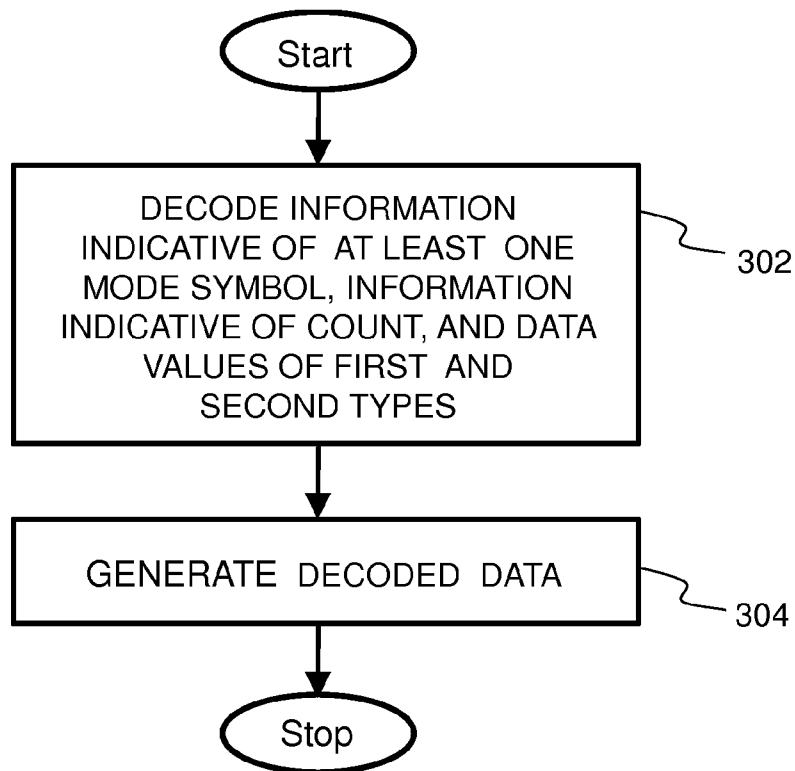 Start
DECODE INFORMATION
INDICATIVE OF AT LEAST ONE
MODE SYMBOL, INFORMATION
INDICATIVE OF COUNT, AND DATA
VALUES OF FIRST AND
SECOND TYPES
302
GENERATE DECODED DATA
304
Stop